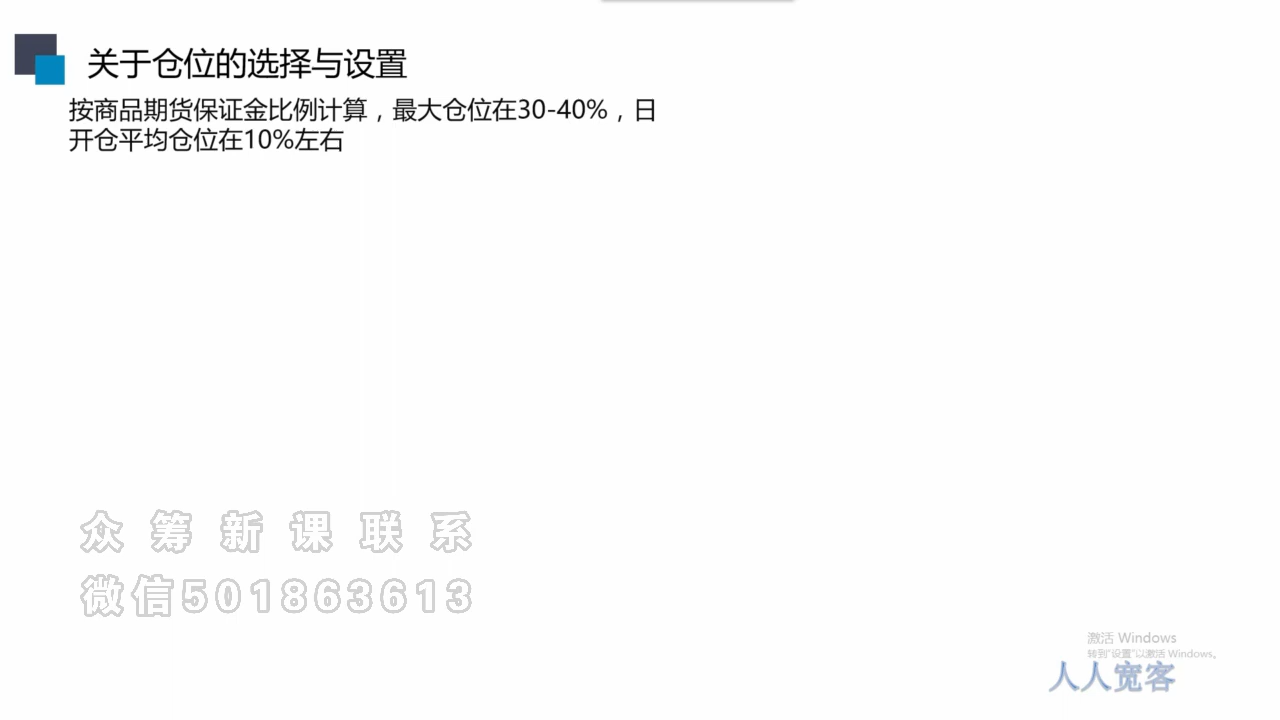 关于仓位的选择与设置
按商品期货保证金比例计算，最大仓位在30-40%，日
开仓平均仓位在10%左右
众筹新课联系
微信501863613
激活 Windows
转到"设置"以激活 Windows。
人人宽客